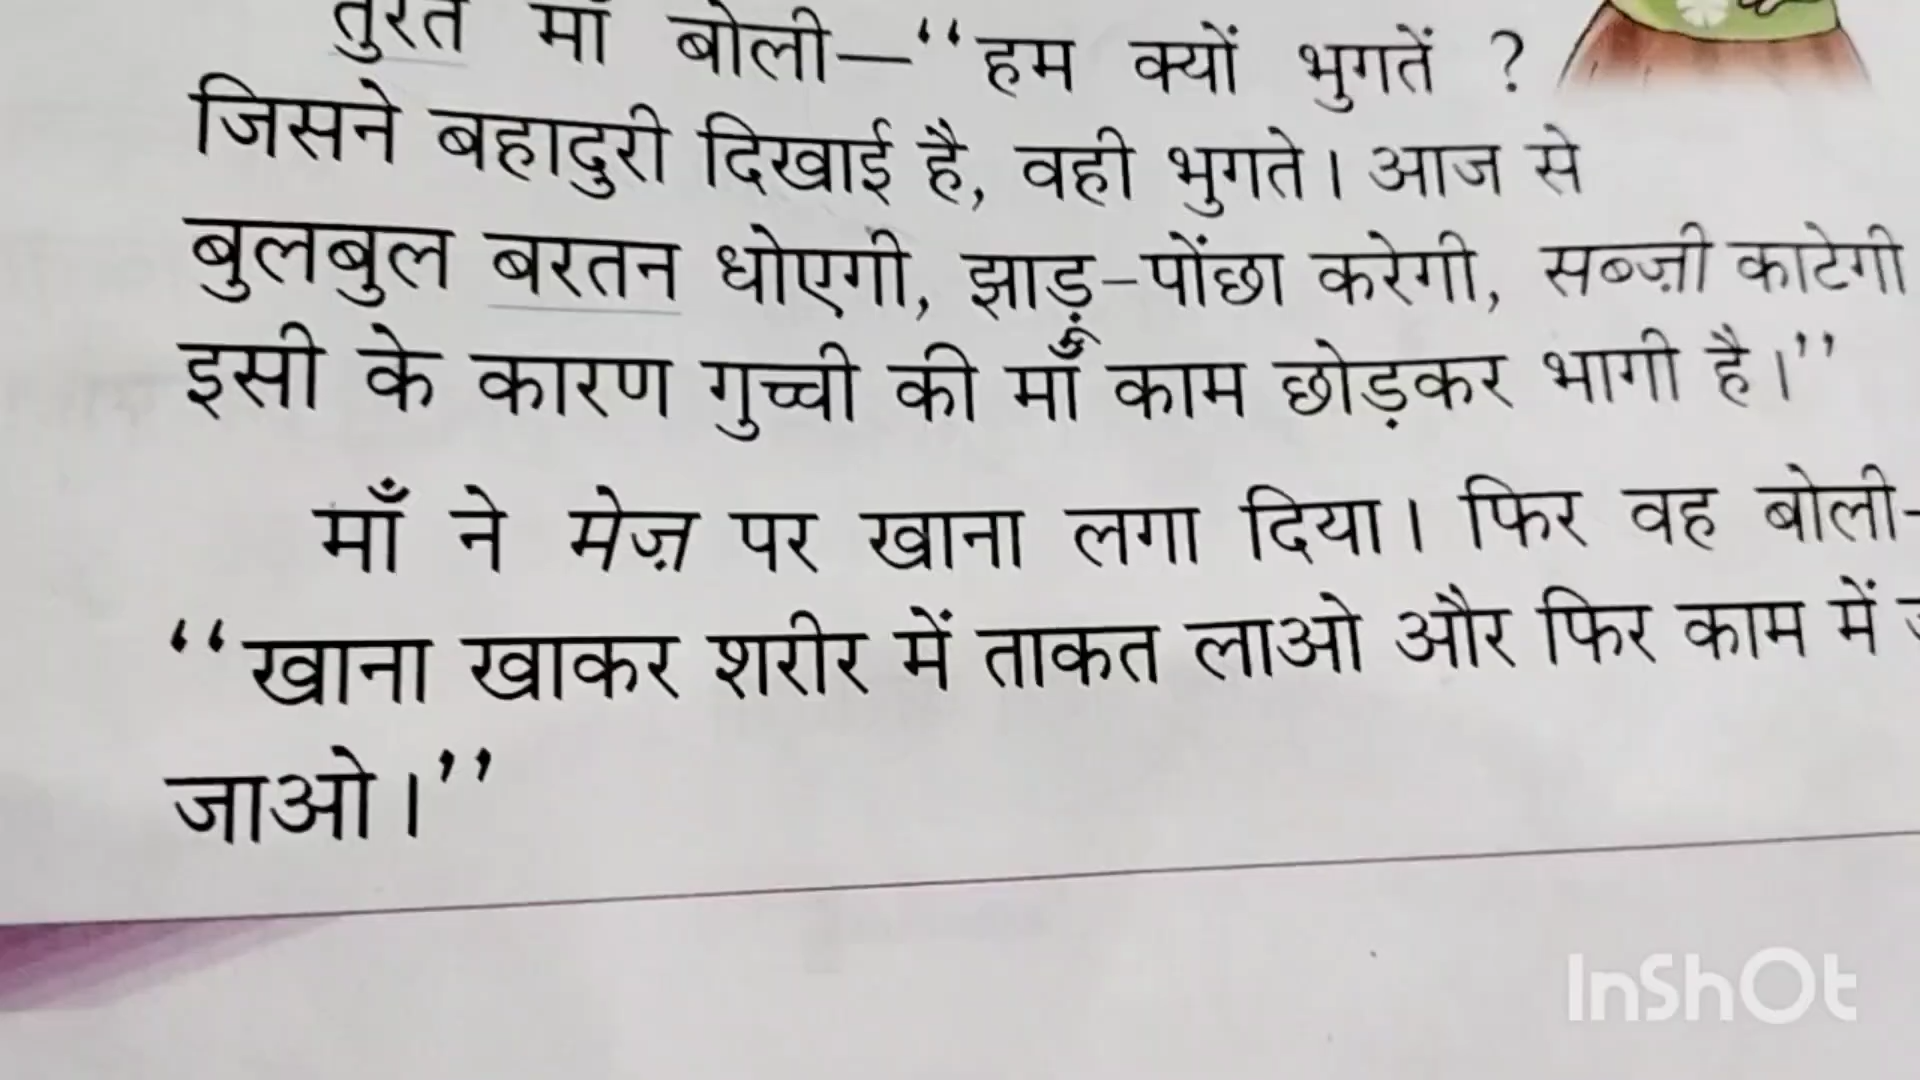 तुरंत माँ बोली—“हम क्यों भुगतें ?
जिसने बहादुरी दिखाई है, वही भुगते। आज से
बुलबुल बरतन धोएगी, झाड़ू-पोंछा करेगी, सब्ज़ी काटेगी
इसी के कारण गुच्ची की माँ काम छोड़कर भागी है।”
माँ ने मेज़ पर खाना लगा दिया। फिर वह बोली-
“खाना खाकर शरीर में ताकत लाओ और फिर काम में
जाओ।”
InShOt